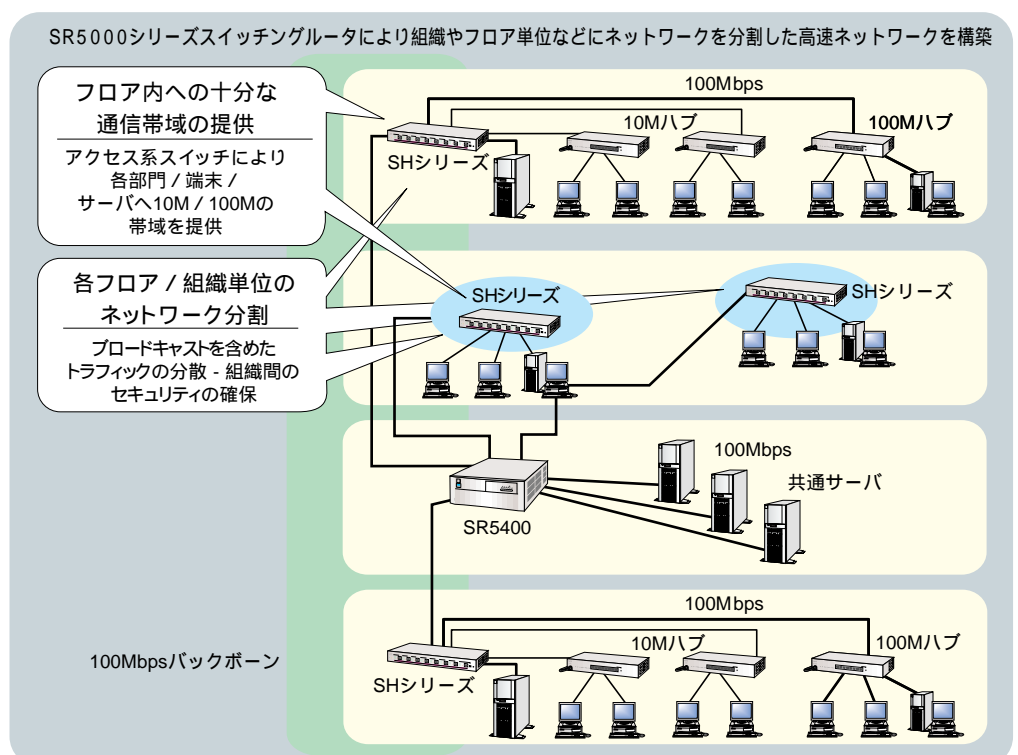 SR5000シリーズスイッチングルータにより組織やフロア単位などにネットワークを分割した高速ネットワークを構築
フロア内への十分な
通信帯域の提供
アクセス系スイッチにより
各部門 / 端末 /
サーバへ10M / 100Mの
帯域を提供
100Mbps
10Mハブ
100Mハブ
SHシリーズ
各フロア / 組織単位の
ネットワーク分割
ブロードキャストを含めた
トラフィックの分散 - 組織間の
セキュリティの確保
SHシリーズ
SHシリーズ
100Mbps
共通サーバ
SR5400
100Mbps
10Mハブ
100Mハブ
100Mbpsバックボーン
SHシリーズ